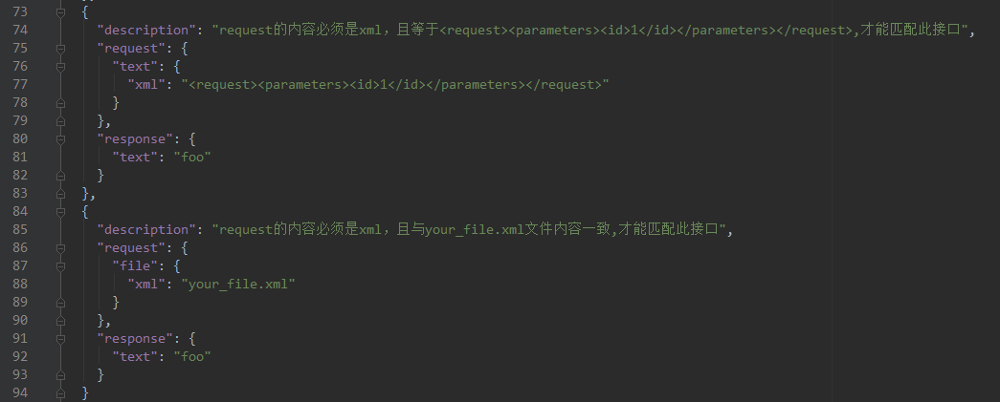 73 {
74 "description": "request的内容必须是xml，且等于<request><parameters><id>1</id></parameters></request>,才能匹配此接口",
75 "request": {
76 "text": {
77 "xml": "<request><parameters><id>1</id></parameters></request>"
78 }
79 },
80 "response": {
81 "text": "foo"
82 }
83 },
84 {
85 "description": "request的内容必须是xml，且与your_file.xml文件内容一致,才能匹配此接口",
86 "request": {
87 "file": {
88 "xml": "your_file.xml"
89 }
90 },
91 "response": {
92 "text": "foo"
93 }
94 }